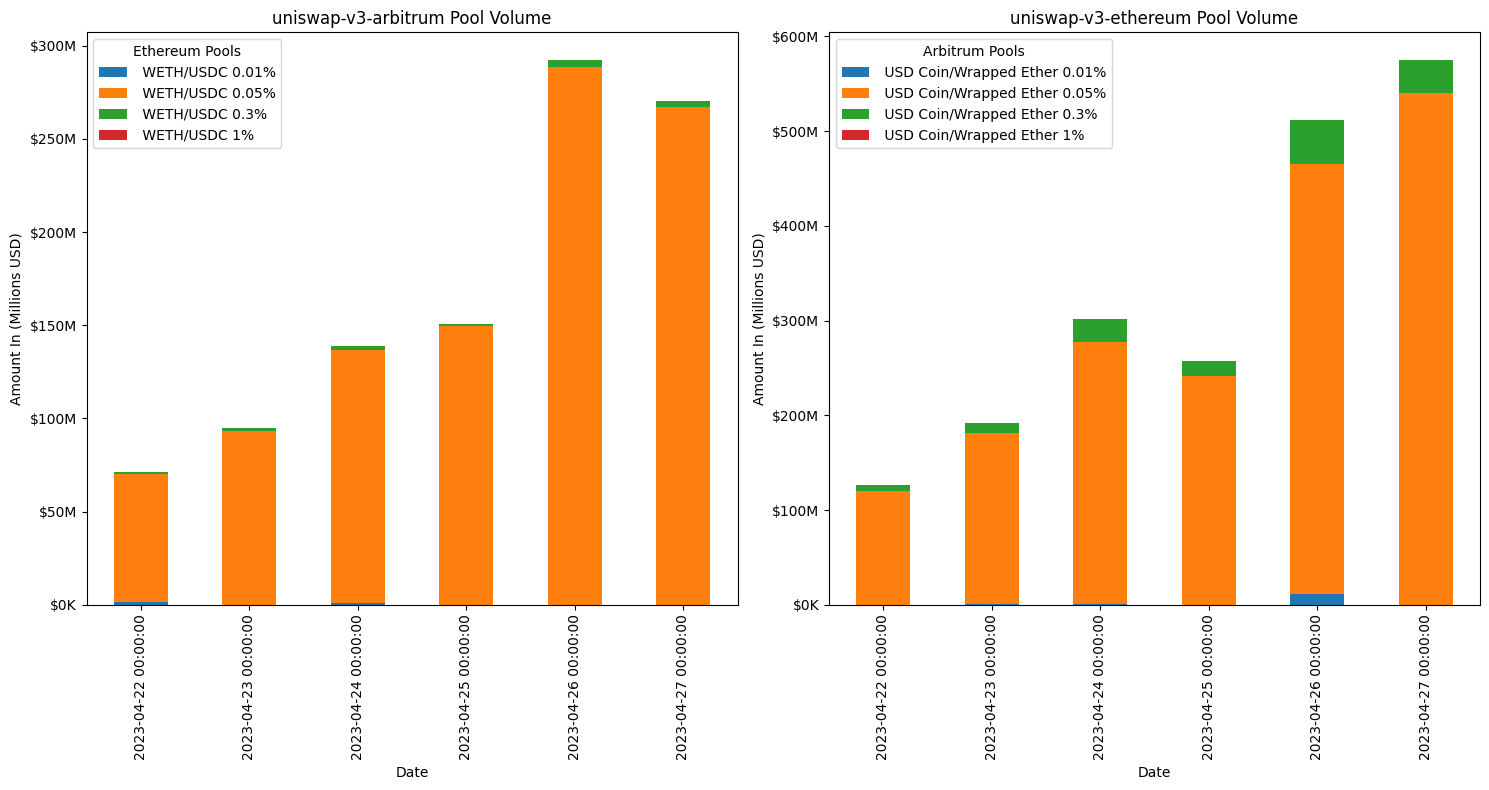 uniswap-v3-arbitrum Pool Volume
Amount In (Millions USD)
$300M
$250M
$200M
$150M
$100M
$50M
$0K
Ethereum Pools
WETH/USDC 0.01%
WETH/USDC 0.05%
WETH/USDC 0.3%
WETH/USDC 1%
2023-04-22 00:00:00
2023-04-23 00:00:00
2023-04-24 00:00:00
2023-04-25 00:00:00
2023-04-26 00:00:00
2023-04-27 00:00:00
Date
uniswap-v3-ethereum Pool Volume
Amount In (Millions USD)
$600M
$500M
$400M
$300M
$200M
$100M
$0K
Arbitrum Pools
USD Coin/Wrapped Ether 0.01%
USD Coin/Wrapped Ether 0.05%
USD Coin/Wrapped Ether 0.3%
USD Coin/Wrapped Ether 1%
2023-04-22 00:00:00
2023-04-23 00:00:00
2023-04-24 00:00:00
2023-04-25 00:00:00
2023-04-26 00:00:00
2023-04-27 00:00:00
Date